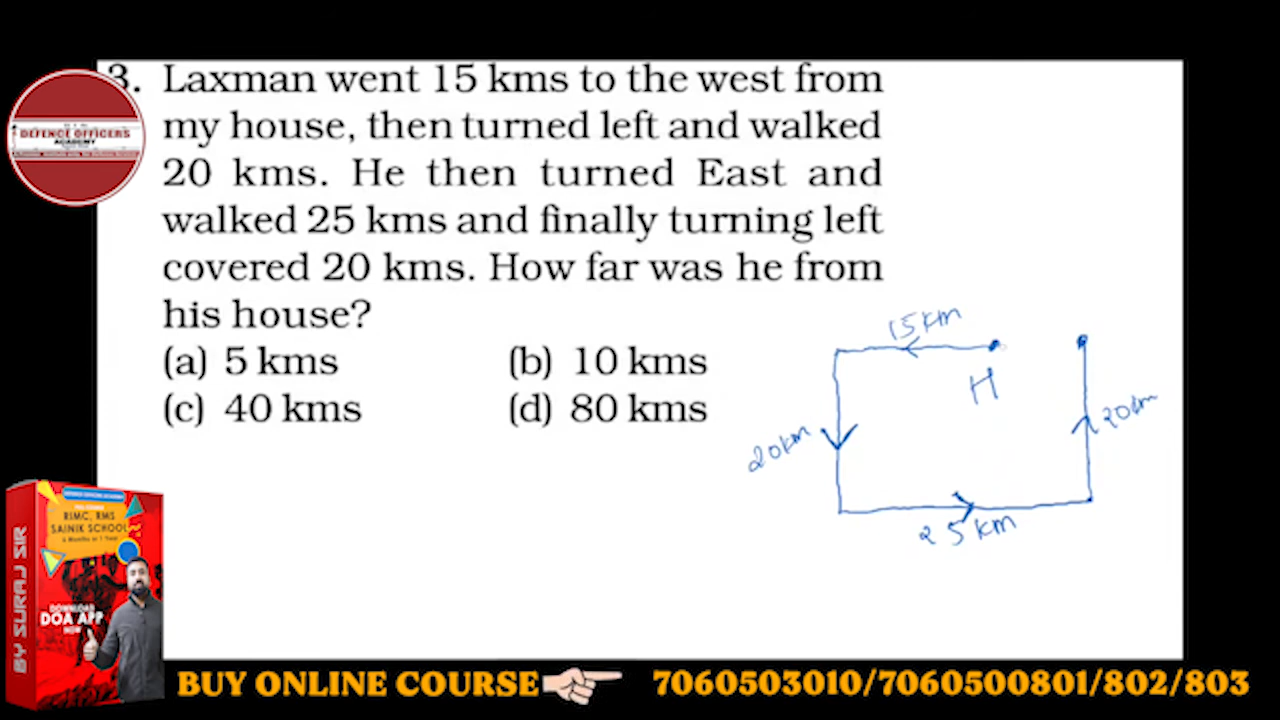 3. Laxman went 15 kms to the west from
my house, then turned left and walked
20 kms. He then turned East and
walked 25 kms and finally turning left
covered 20 kms. How far was he from
his house?
(a) 5 kms (b) 10 kms
(c) 40 kms (d) 80 kms
15 km
H
20 km
20 km
25 km
DEFENCE OFFICERS
ACADEMY
DEFENCE OFFICERS ACADEMY
RIMC, RMS
SAINIK SCHOOL
DOWNLOAD
DOA APP
NOW
BY SURAJ SIR
BUY ONLINE COURSE 7060503010/7060500801/802/803